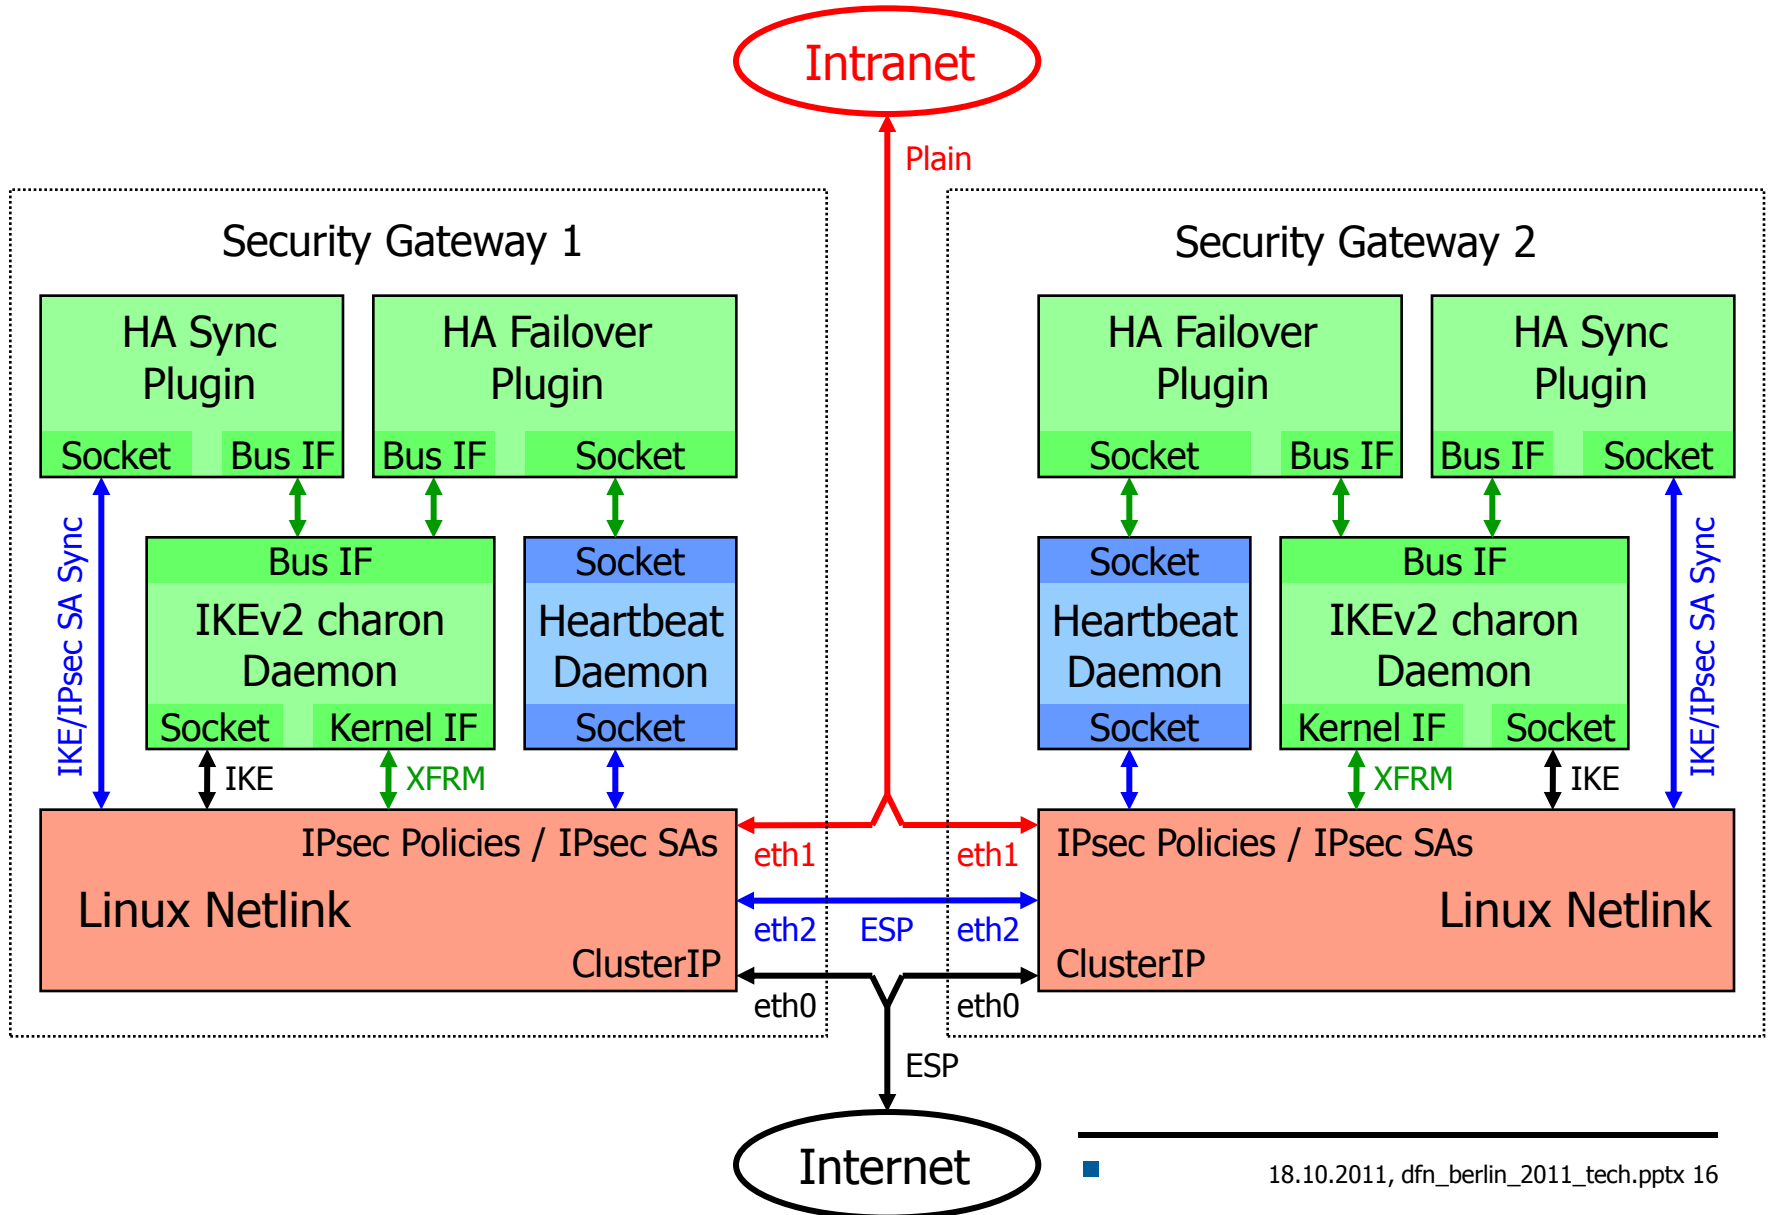 Intranet
Plain
Security Gateway 1
HA Sync
Plugin
Socket
Bus IF
HA Failover
Plugin
Bus IF
Socket
IKE/IPsec SA Sync
Bus IF
IKEv2 charon
Daemon
Socket
Kernel IF
Socket
Heartbeat
Daemon
Socket
IKE
XFRM
IPsec Policies / IPsec SAs
Linux Netlink
ClusterIP
eth1
eth2
eth0
ESP
Security Gateway 2
HA Failover
Plugin
Socket
Bus IF
HA Sync
Plugin
Bus IF
Socket
Socket
Heartbeat
Daemon
Socket
Bus IF
IKEv2 charon
Daemon
Kernel IF
Socket
IKE/IPsec SA Sync
XFRM
IKE
eth1
eth2
eth0
IPsec Policies / IPsec SAs
Linux Netlink
ClusterIP
ESP
Internet
18.10.2011, dfn_berlin_2011_tech.pptx 16